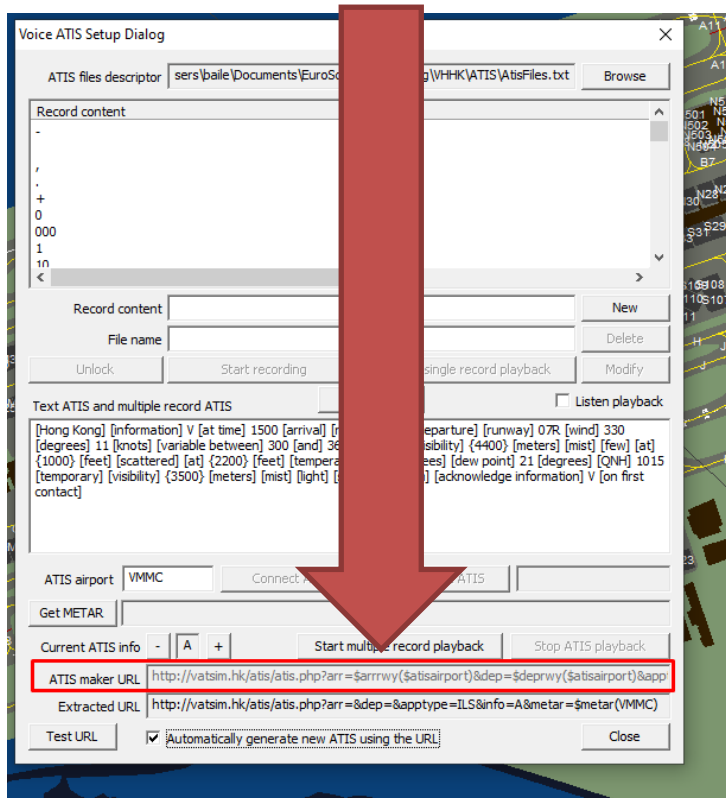 Voice ATIS Setup Dialog
ATIS files descriptor sers\baile\Documents\EuroSc g\VHHK\ATIS\AtisFiles.txt Browse
Record content
-
,
.
+
0
000
1
10
Record content New
File name Delete
Unlock Start recording single record playback Modify
Text ATIS and multiple record ATIS Listen playback
[Hong Kong] [information] V [at time] 1500 [arrival] [r eparture] [runway] 07R [wind] 330
[degrees] 11 [knots] [variable between] 300 [and] 36 isibility] {4400} [meters] [mist] [few] [at]
{1000} [feet] [scattered] [at] {2200} [feet] [tempera ees] [dew point] 21 [degrees] [QNH] 1015
[temporary] [visibility] {3500} [meters] [mist] [light] [s ] [acknowledge information] V [on first
contact]
ATIS airport VMMC Connect A ATIS
Get METAR
Current ATIS info - A + Start multiple record playback Stop ATIS playback
ATIS maker URL http://vatsim.hk/atis/atis.php?arr=$arrrwy($atisairport)&dep=$deprwy($atisairport)&appt
Extracted URL http://vatsim.hk/atis/atis.php?arr=&dep=&apptype=ILS&info=A&metar=$metar(VMMC)
Test URL Automatically generate new ATIS using the URL Close